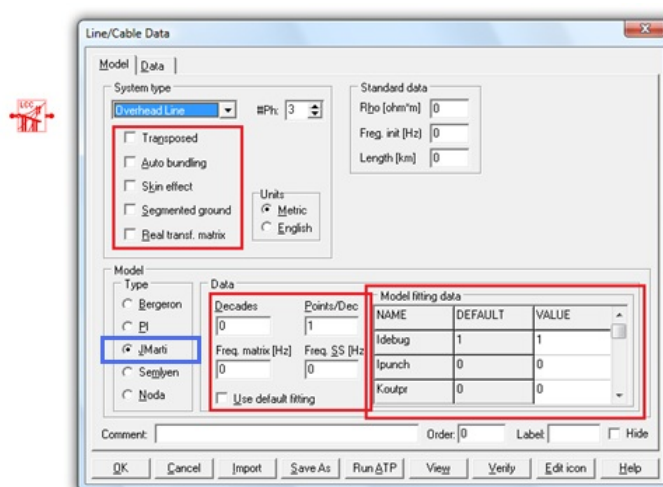 Line/Cable Data
LCC
Model Data
System type
Overhead Line #Ph: 3
Transposed
Auto bundling
Skin effect
Segmented ground
Real transf. matrix
Units
Metric
English
Standard data
Rho [ohm*m] 0
Freq. init [Hz] 0
Length [km] 0
Model
Type
Bergeron
PI
JMarti
Semlyen
Noda
Data
Decades Points/Dec
0 1
Freq. matrix [Hz] Freq. SS [Hz]
0 0
Use default fitting
Model fitting data
NAME DEFAULT VALUE
Idebug 1 1
Ipunch 0 0
Koutpr 0 0
Comment: Order: 0 Label: Hide
OK Cancel Import Save As Run ATP View Verify Edit icon Help